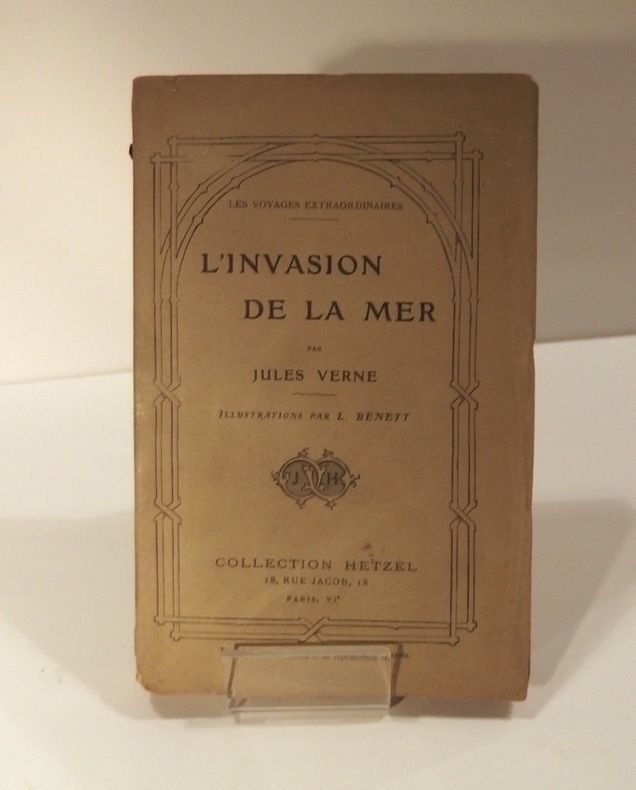 LES VOYAGES EXTRAORDINAIRES
L'INVASION
DE LA MER
PAR
JULES VERNE
ILLUSTRATIONS PAR L. BENETT
J H
COLLECTION HETZEL
18, RUE JACOB, 18
PARIS, VIe